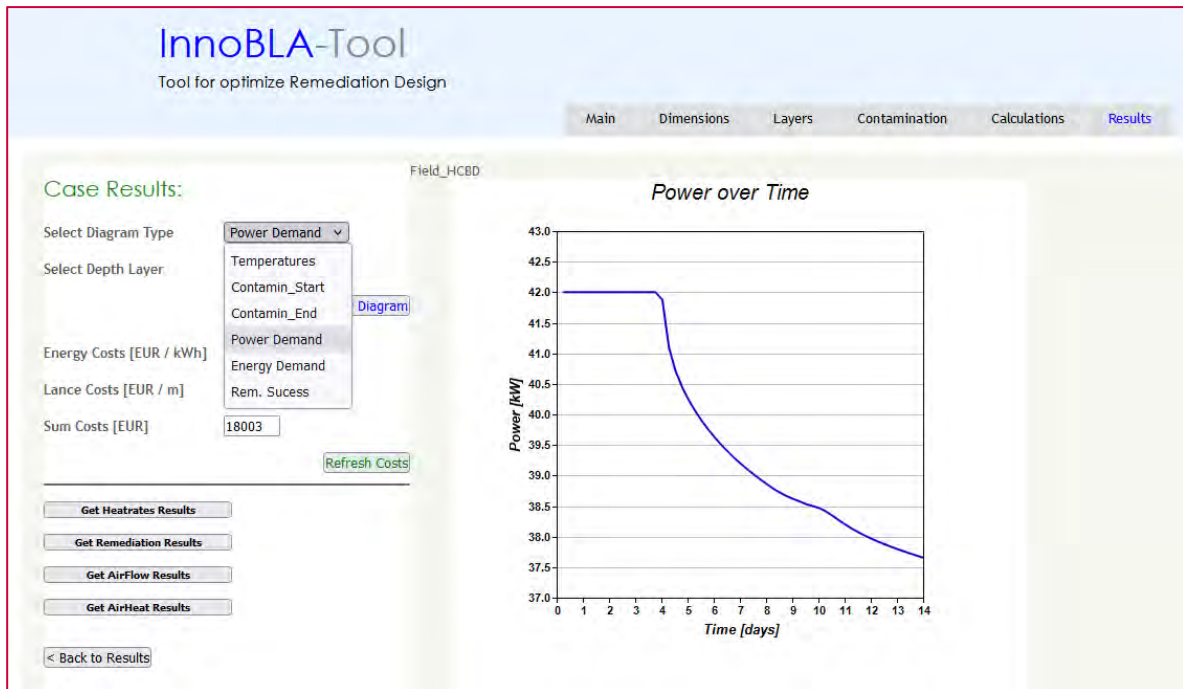 InnoBLA-Tool
Tool for optimize Remediation Design
Main Dimensions Layers Contamination Calculations Results
Field_HCBD
Case Results:
Select Diagram Type
Power Demand
Temperatures
Contamin_Start
Contamin_End
Power Demand
Energy Demand
Rem. Sucess
Select Depth Layer
Diagram
Energy Costs [EUR / kWh]
Lance Costs [EUR / m]
Sum Costs [EUR]
18003
Refresh Costs
Get Heatrates Results
Get Remediation Results
Get AirFlow Results
Get AirHeat Results
< Back to Results
Power over Time
Power [kW]
43.0
42.5
42.0
41.5
41.0
40.5
40.0
39.5
39.0
38.5
38.0
37.5
37.0
0 1 2 3 4 5 6 7 8 9 10 11 12 13 14
Time [days]